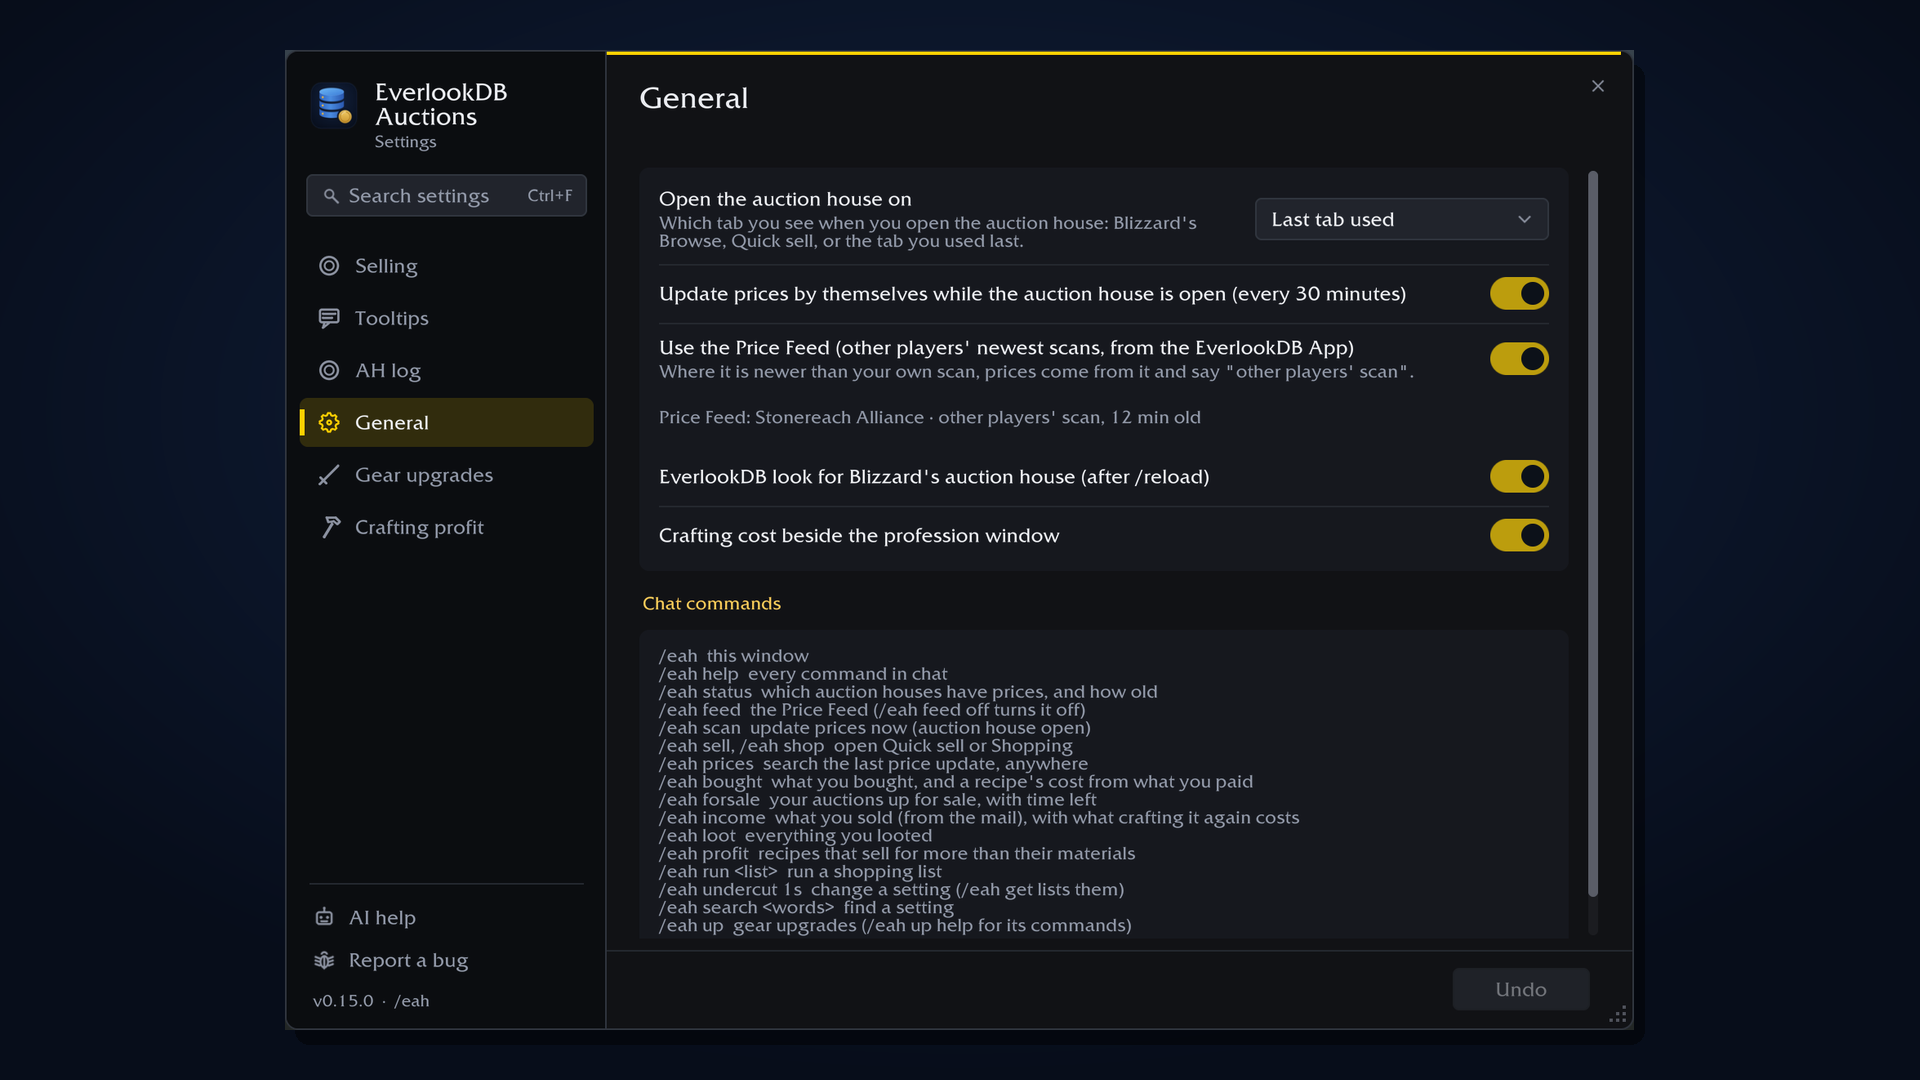 EverlookDB
Auctions
Settings
Search settings Ctrl+F
Selling
Tooltips
AH log
General
Gear upgrades
Crafting profit
AI help
Report a bug
v0.15.0 · /eah
General
Open the auction house on
Which tab you see when you open the auction house: Blizzard's
Browse, Quick sell, or the tab you used last.
Last tab used
Update prices by themselves while the auction house is open (every 30 minutes)
Use the Price Feed (other players' newest scans, from the EverlookDB App)
Where it is newer than your own scan, prices come from it and say "other players' scan".
Price Feed: Stonereach Alliance · other players' scan, 12 min old
EverlookDB look for Blizzard's auction house (after /reload)
Crafting cost beside the profession window
Chat commands
/eah this window
/eah help every command in chat
/eah status which auction houses have prices, and how old
/eah feed the Price Feed (/eah feed off turns it off)
/eah scan update prices now (auction house open)
/eah sell, /eah shop open Quick sell or Shopping
/eah prices search the last price update, anywhere
/eah bought what you bought, and a recipe's cost from what you paid
/eah forsale your auctions up for sale, with time left
/eah income what you sold (from the mail), with what crafting it again costs
/eah loot everything you looted
/eah profit recipes that sell for more than their materials
/eah run <list> run a shopping list
/eah undercut 1s change a setting (/eah get lists them)
/eah search <words> find a setting
/eah up gear upgrades (/eah up help for its commands)
Undo